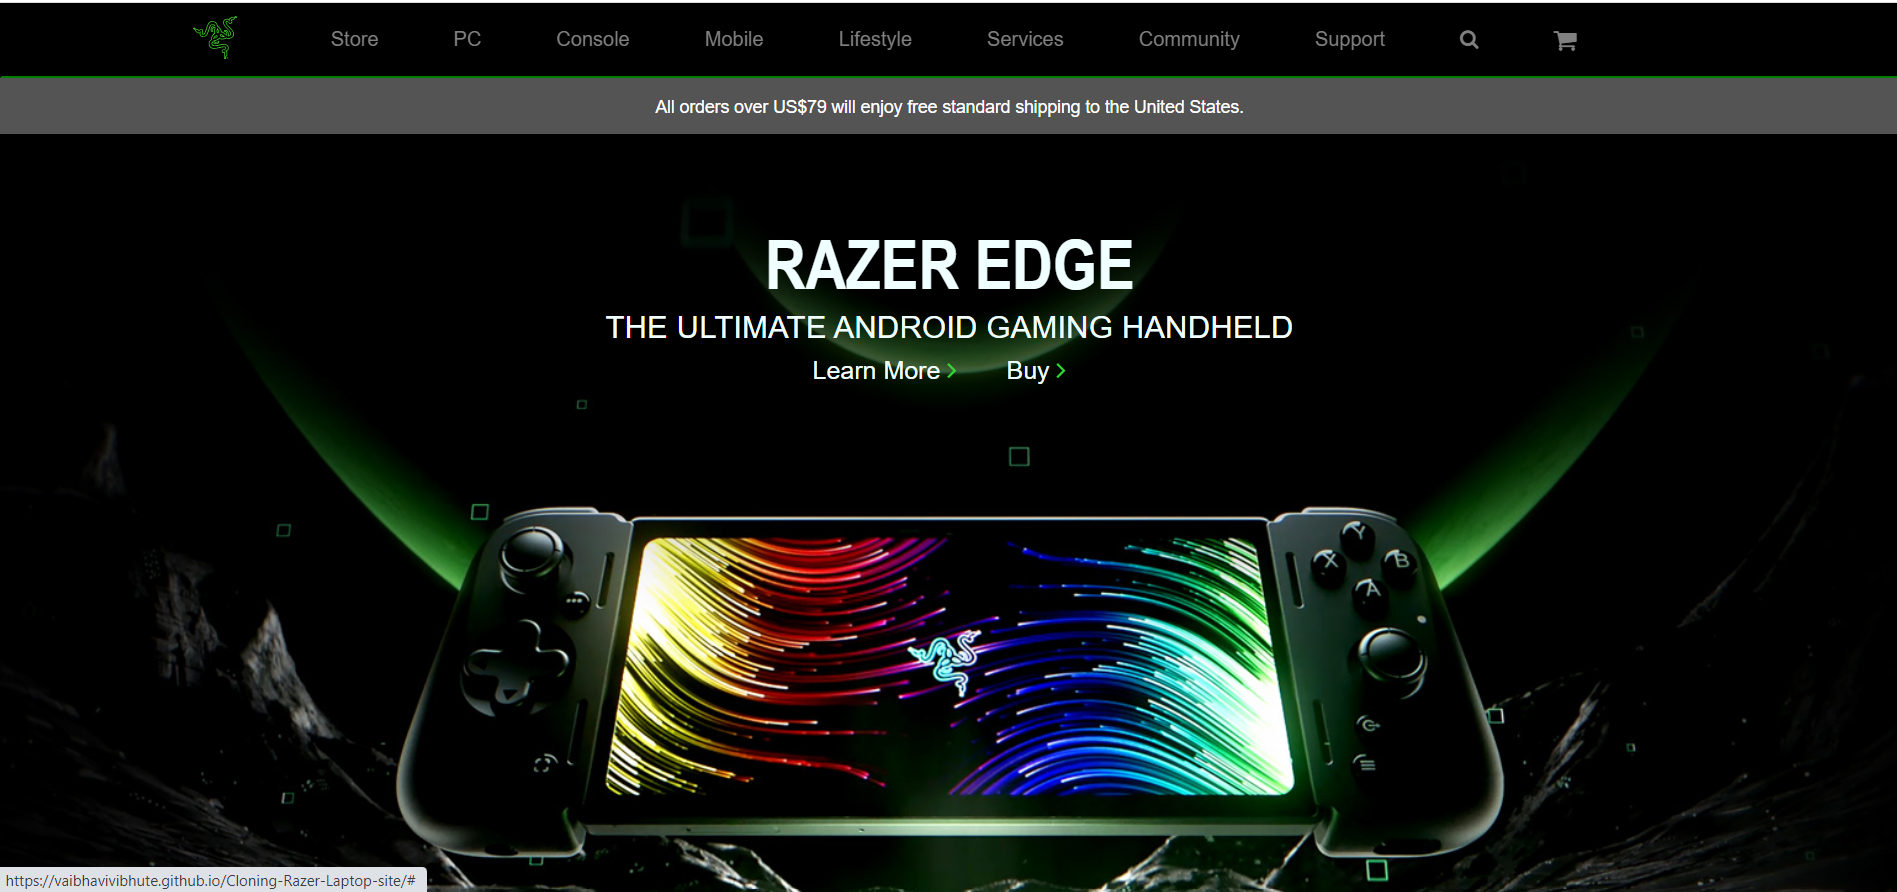 Store PC Console Mobile Lifestyle Services Community Support
All orders over US$79 will enjoy free standard shipping to the United States.
RAZER EDGE
THE ULTIMATE ANDROID GAMING HANDHELD
Learn More Buy
Y
X B
A
https://vaibhavivibhute.github.io/Cloning-Razer-Laptop-site/#